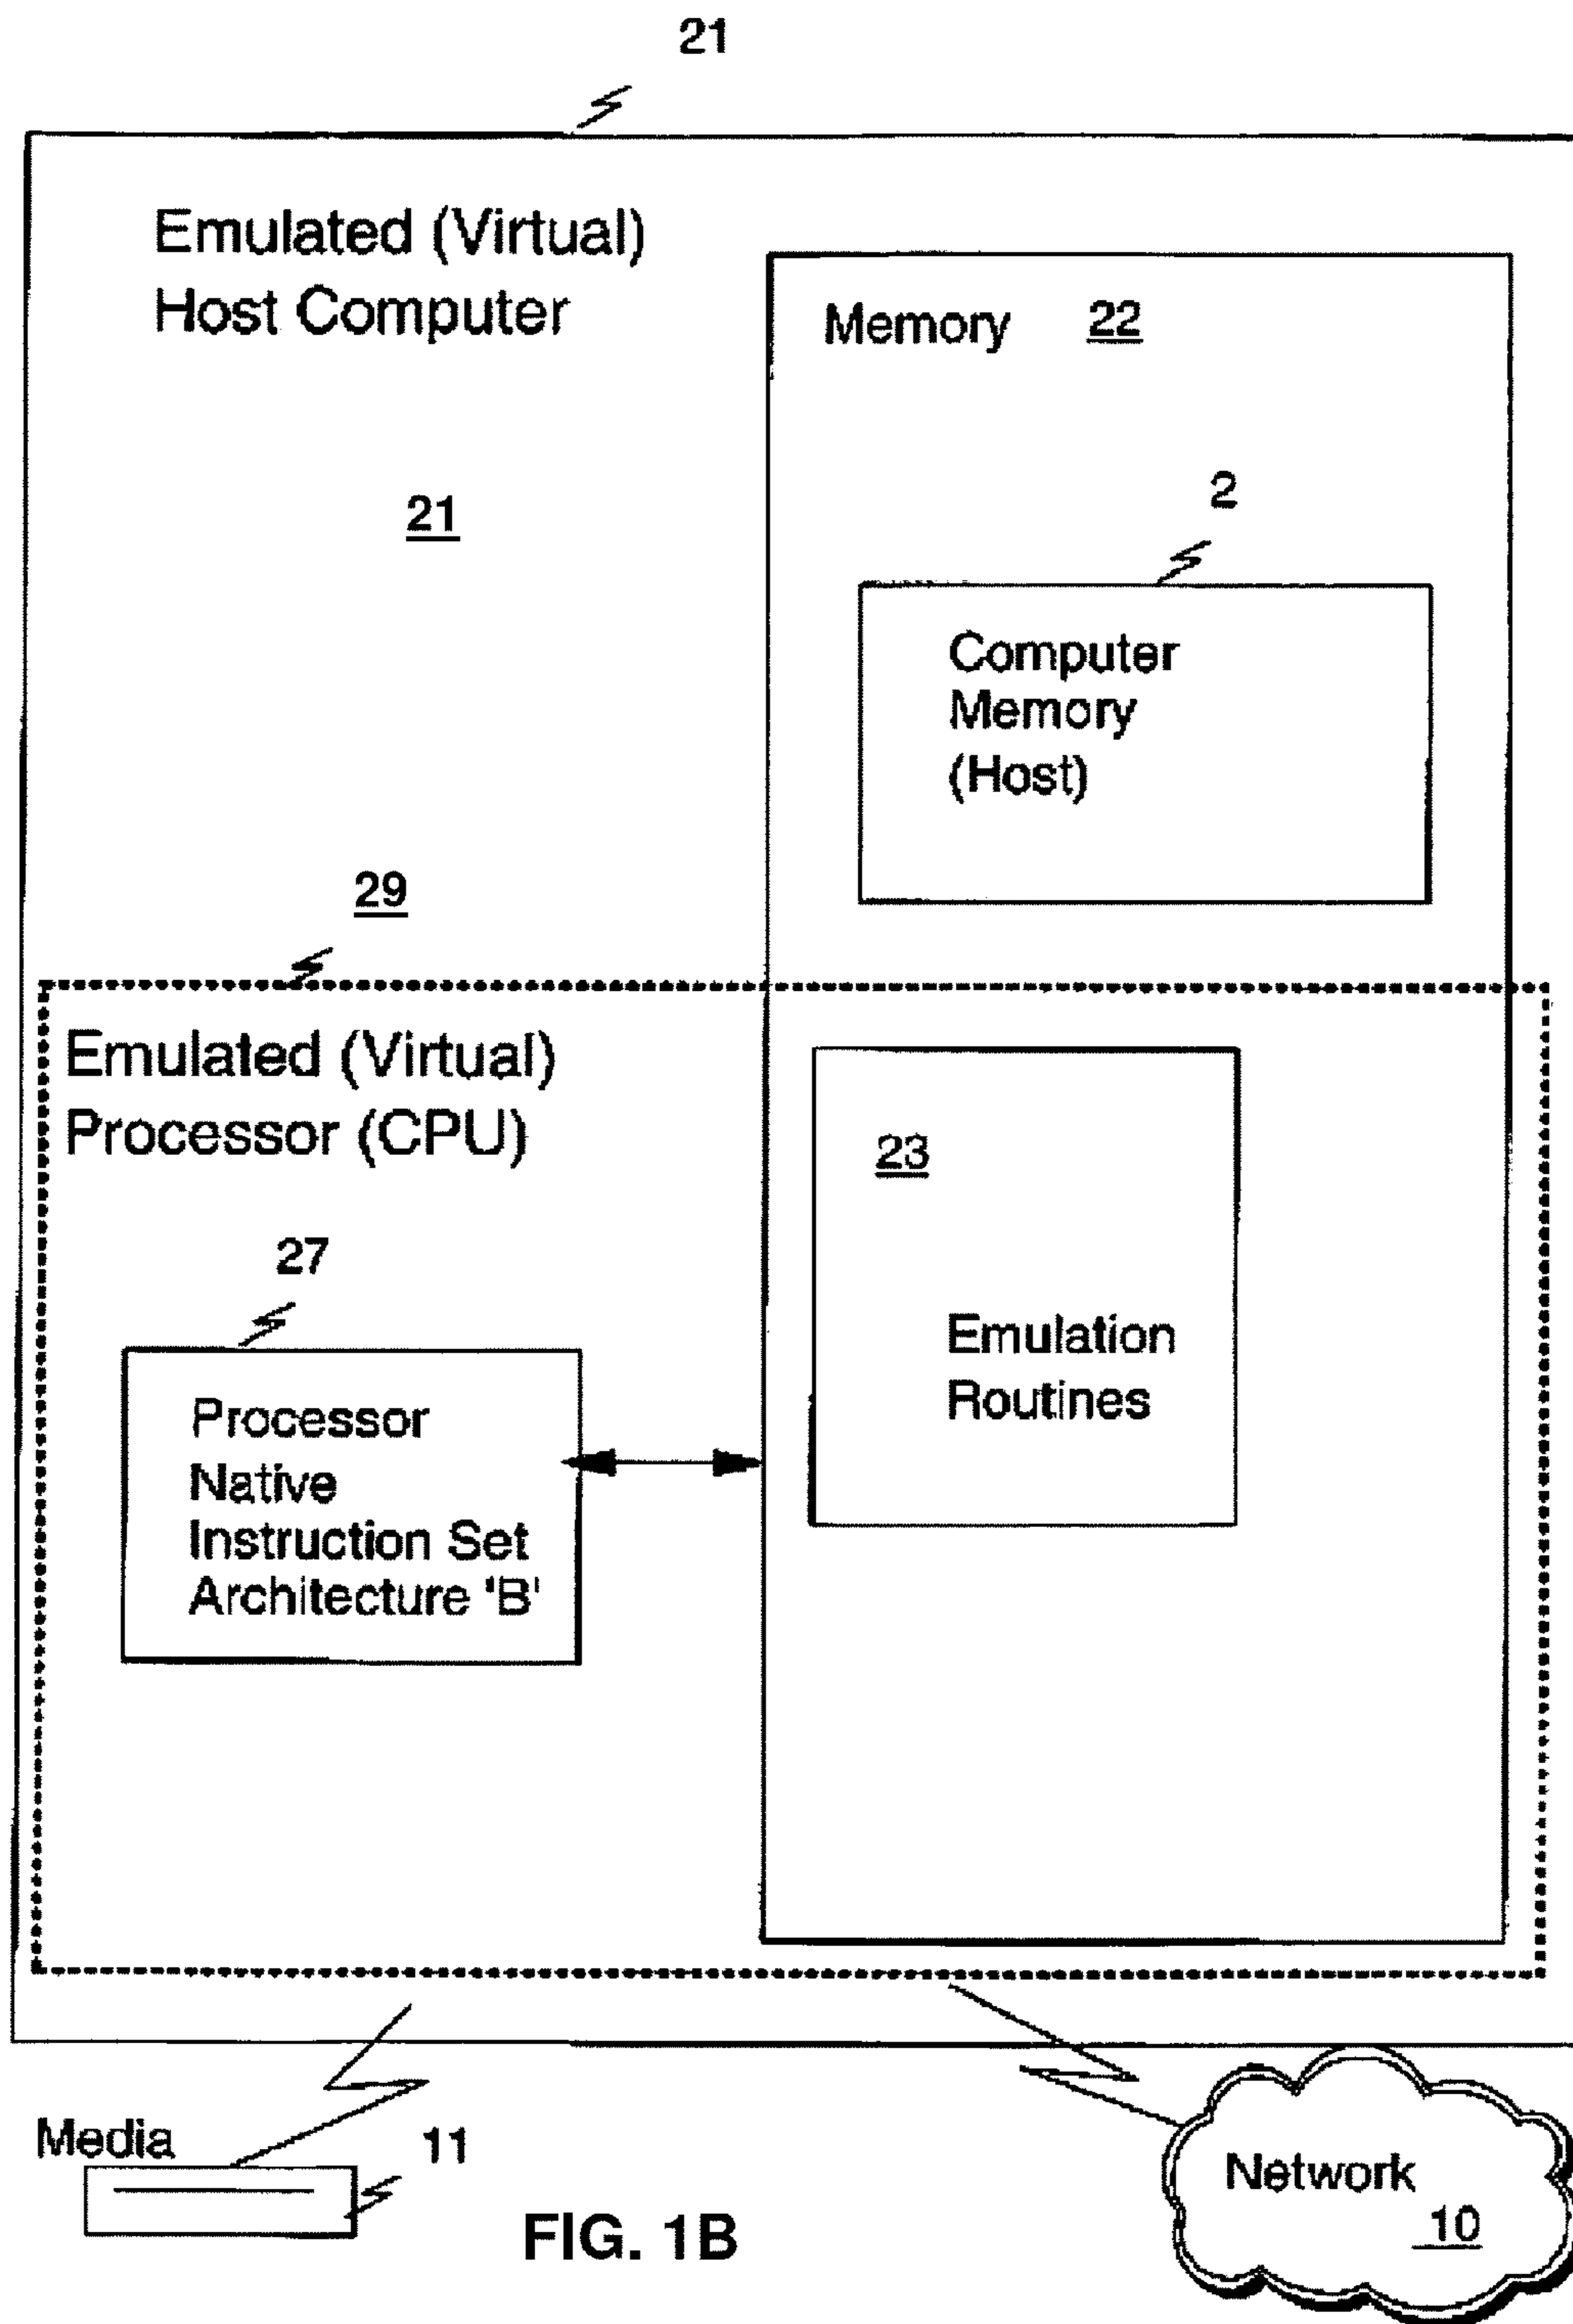 21
Emulated (Virtual)
Host Computer
Memory 22
21
2
Computer
Memory
(Host)
29
Emulated (Virtual)
Processor (CPU)
23
27
Emulation
Routines
Processor
Native
Instruction Set
Architecture 'B'
Media
11
Network
10
FIG. 1B